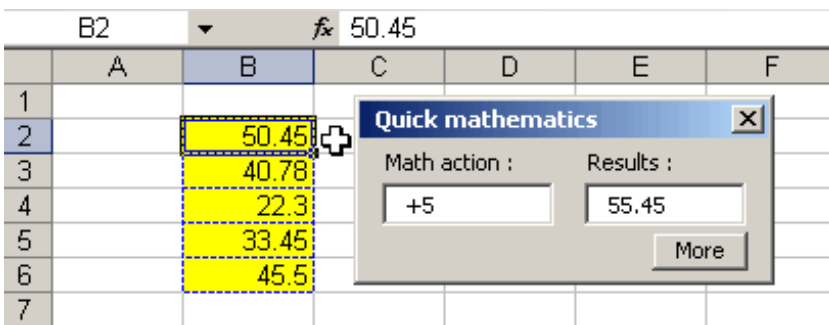 B2 fx 50.45
A B C D E F
1
2 50.45
3 40.78
4 22.3
5 33.45
6 45.5
7
Quick mathematics
Math action : Results :
+5 55.45
More